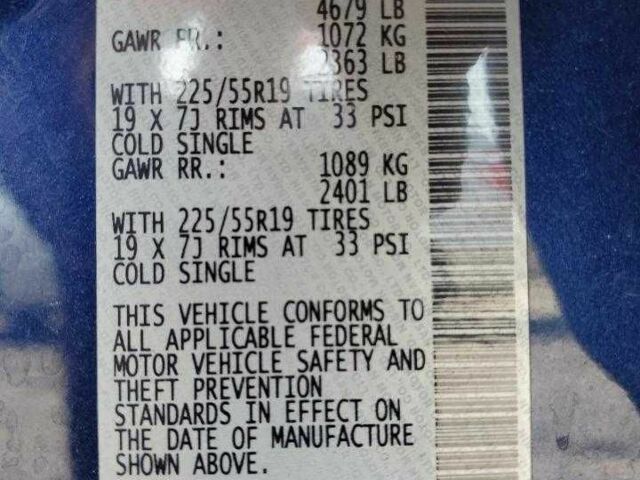 4679 LB
GAWR FR.: 1072 KG
2363 LB
WITH 225/55R19 TIRES
19 X 7J RIMS AT 33 PSI
COLD SINGLE
GAWR RR.: 1089 KG
2401 LB
WITH 225/55R19 TIRES
19 X 7J RIMS AT 33 PSI
COLD SINGLE
THIS VEHICLE CONFORMS TO
ALL APPLICABLE FEDERAL
MOTOR VEHICLE SAFETY AND
THEFT PREVENTION
STANDARDS IN EFFECT ON
THE DATE OF MANUFACTURE
SHOWN ABOVE.